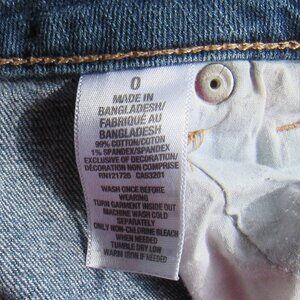 0
MADE IN
BANGLADESH/
FABRIQUÉ AU
BANGLADESH
99% COTTON/COTON
1% SPANDEX/SPANDEX
EXCLUSIVE OF DECORATION/
DÉCORATION NON COMPRISE
RN121720 CA53201
WASH ONCE BEFORE
WEARING
TURN GARMENT INSIDE OUT
MACHINE WASH COLD
SEPARATELY
ONLY NON-CHLORINE BLEACH
WHEN NEEDED
TUMBLE DRY LOW
WARM IRON IF NEEDED